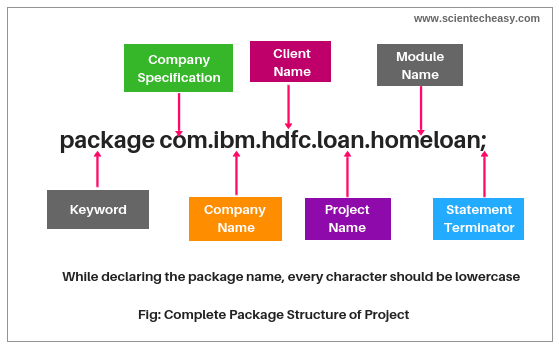 www.scientecheasy.com
Company
Specification
Client
Name
Module
Name
package com.ibm.hdfc.loan.homeloan;
Keyword
Company
Name
Project
Name
Statement
Terminator
While declaring the package name, every character should be lowercase
Fig: Complete Package Structure of Project